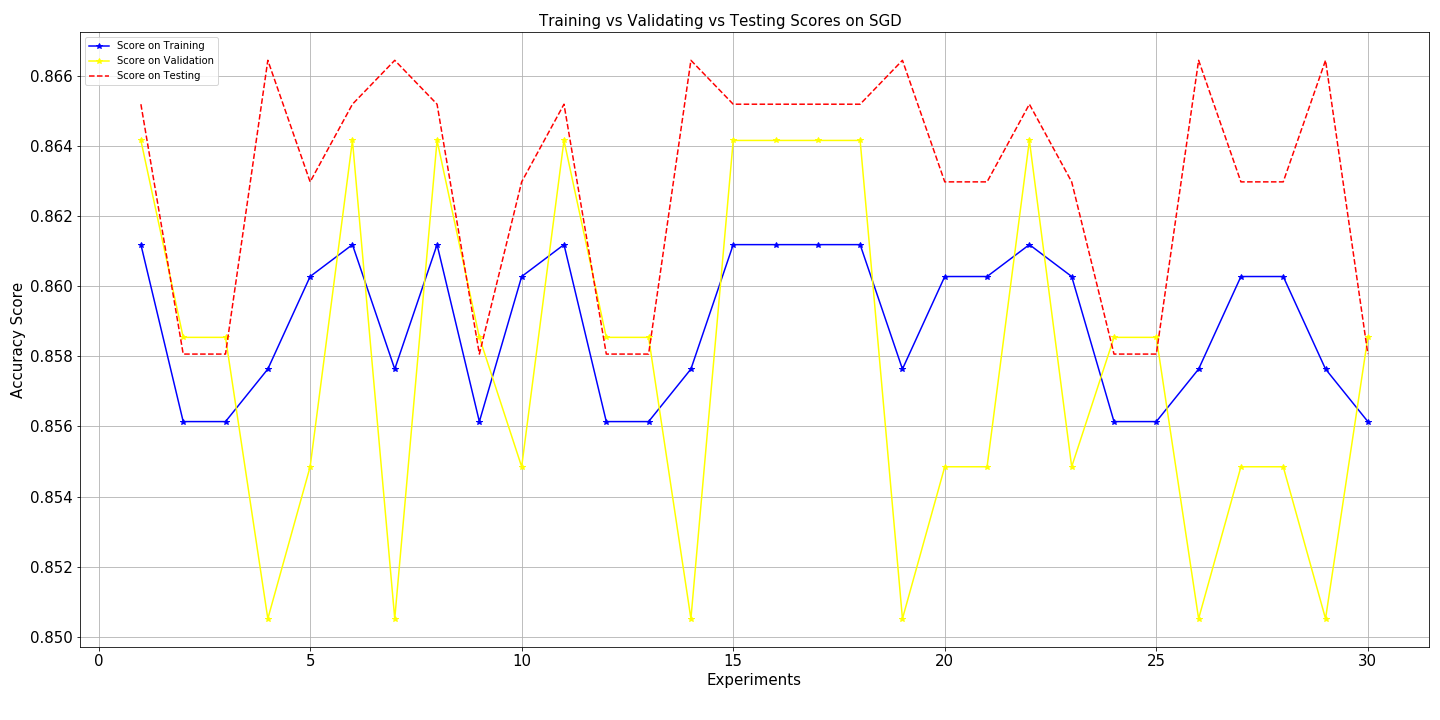 Training vs Validating vs Testing Scores on SGD
Score on Training
Score on Validation
Score on Testing
0.866
0.864
0.862
0.860
0.858
0.856
0.854
0.852
0.850
Accuracy Score
0 5 10 15 20 25 30
Experiments